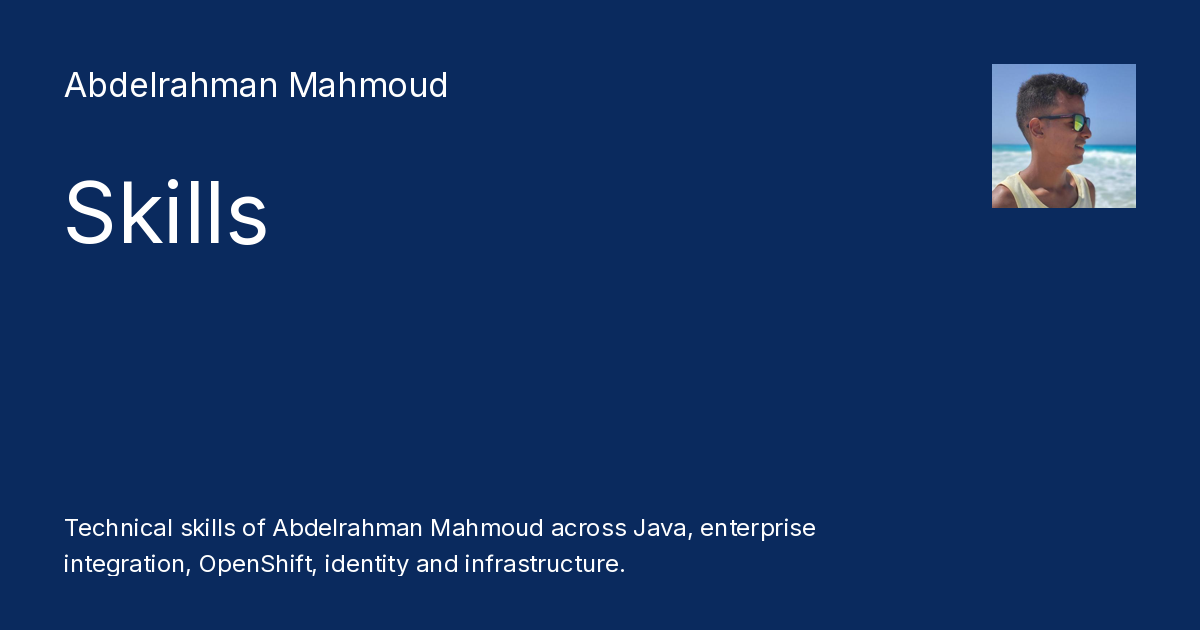 Abdelrahman Mahmoud
Skills
Technical skills of Abdelrahman Mahmoud across Java, enterprise
integration, OpenShift, identity and infrastructure.